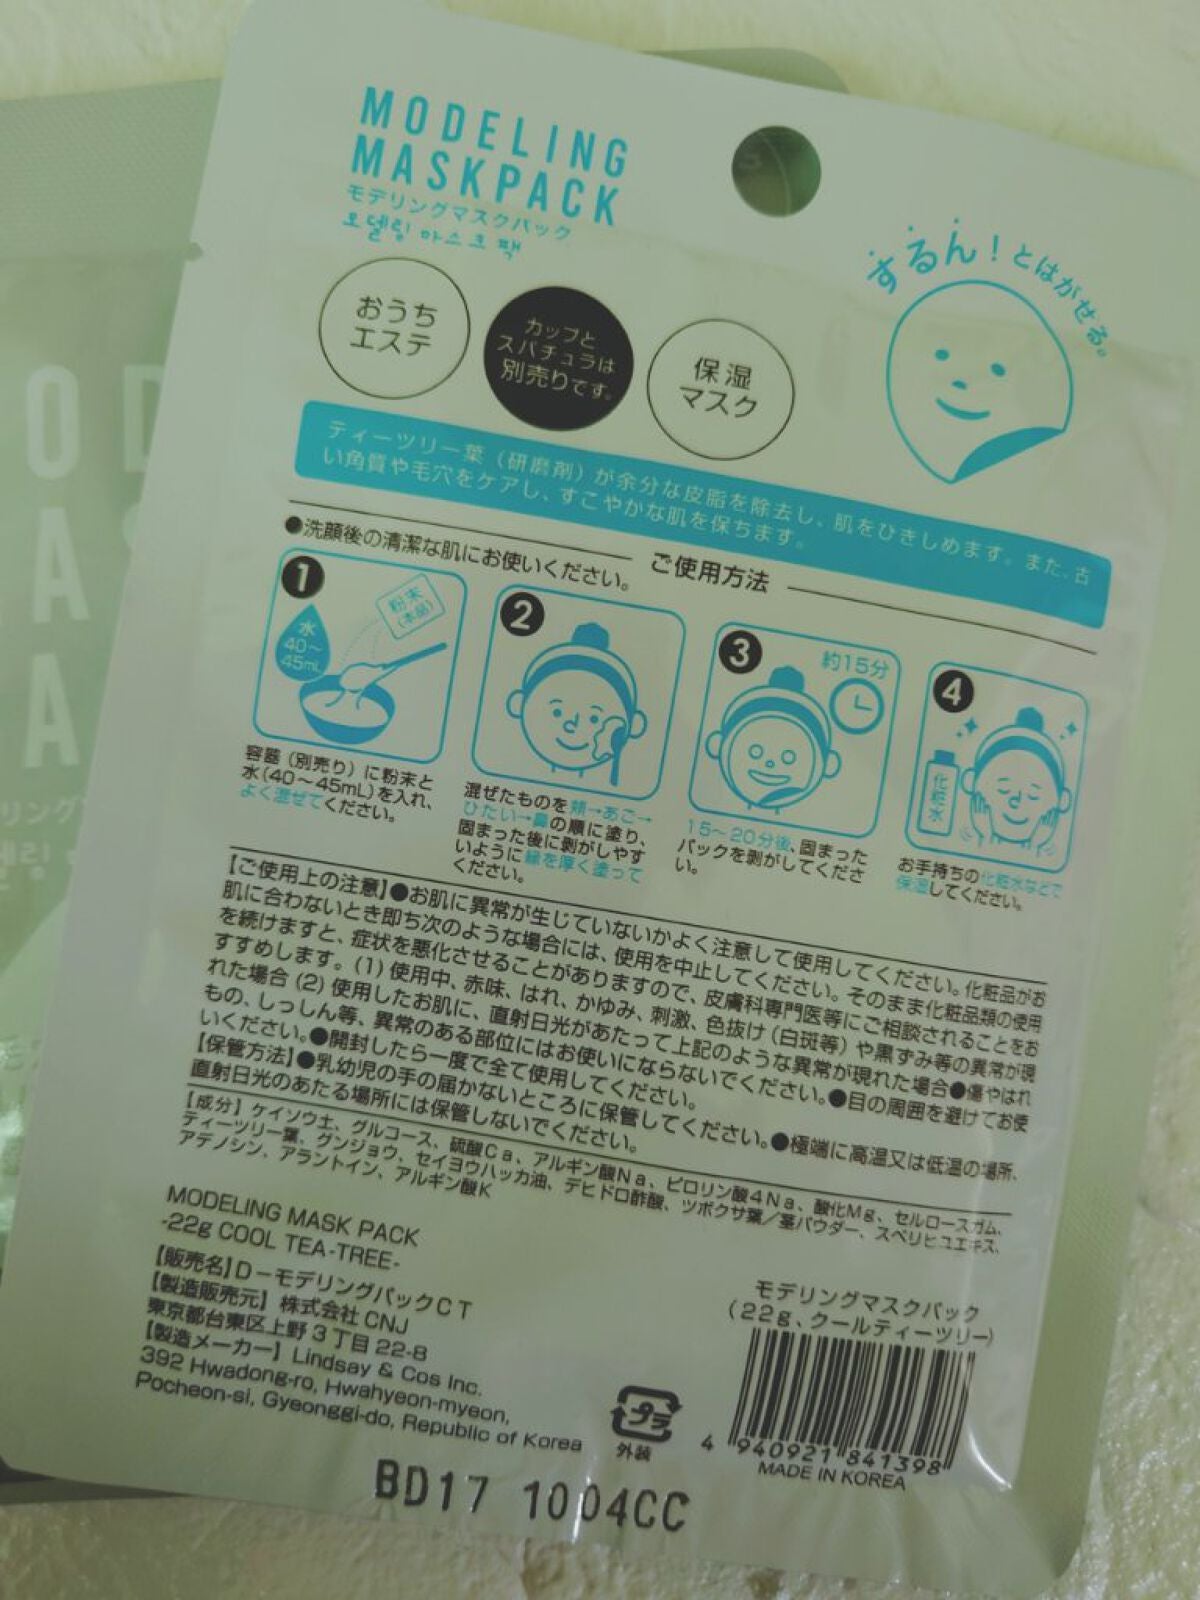 MODELING
MASKPACK
モデリングマスクパック
모델링 마스크 팩
するん!とはがせる。
おうち
エステ
カップと
スパチュラは
別売りです。
保湿
マスク
ティーツリー葉(研磨剤)が余分な皮脂を除去し、肌をひきしめます。また、古
い角質や毛穴をケアし、すこやかな肌を保ちます。
ご使用方法
●洗顔後の清潔な肌にお使いください。
1
水
40〜
45mL
粉末
(本品)
容器(別売り)に粉末と
水(40〜45mL)を入れ、
よく混ぜてください。
2
混ぜたものを頬→あご→
ひたい→鼻の順に塗り、
固まった後に剥がしやす
いように縁を厚く塗って
ください。
3
約15分
15〜20分後、固まった
パックを剥がしてくださ
い。
4
化粧水
お手持ちの化粧水などで
保湿してください。
【ご使用上の注意】●お肌に異常が生じていないかよく注意して使用してください。化粧品がお
肌に合わないとき即ち次のような場合には、使用を中止してください。そのまま化粧品類の使用
を続けますと、症状を悪化させることがありますので、皮膚科専門医等にご相談されることをお
すすめします。(1)使用中、赤味、はれ、かゆみ、刺激、色抜け(白斑等)や黒ずみ等の異常が現
れた場合(2)使用したお肌に、直射日光があたって上記のような異常が現れた場合●傷やはれ
もの、しっしん等、異常のある部位にはお使いにならないでください。●目の周囲を避けてお使
いください。●開封したら一度で全て使用してください。
【保管方法】●乳幼児の手の届かないところに保管してください。●極端に高温又は低温の場所、
直射日光のあたる場所には保管しないでください。
【成分】ケイソウ土、グルコース、硫酸Ca、アルギン酸Na、ピロリン酸4Na、酸化Mg、セルロースガム、
ティーツリー葉、グンジョウ、セイヨウハッカ油、デヒドロ酢酸、ツボクサ葉/茎パウダー、スベリヒユエキス、
アデノシン、アラントイン、アルギン酸K
MODELING MASK PACK
-22g COOL TEA-TREE-
【販売名】D-モデリングパックCT
【製造販売元】株式会社 CNJ
東京都台東区上野3丁目22-8
【製造メーカー】Lindsay & Cos Inc.
392 Hwadong-ro, Hwahyeon-myeon,
Pocheon-si, Gyeonggi-do, Republic of Korea
プラ
外装
モデリングマスクパック
(22g、クールティーツリー)
4 940921 841398
MADE IN KOREA
BD17 1004CC